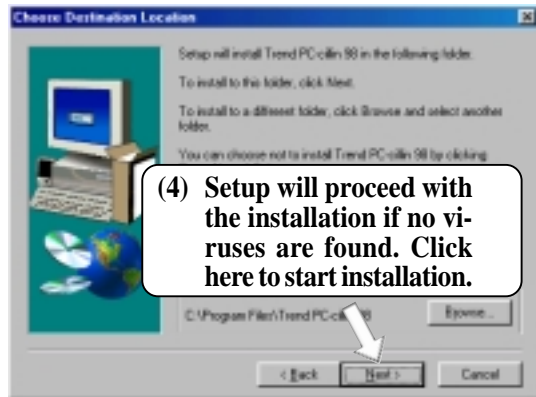 Choose Destination Location
Setup will install Trend PC-cillin 98 in the following folder.
To install to this folder, click Next.
To install to a different folder, click Browse and select another
folder.
You can choose not to install Trend PC-cillin 98 by clicking
(4) Setup will proceed with
the installation if no vi-
ruses are found. Click
here to start installation.
C:\Program Files\Trend PC-cillin 98
Browse...
< Back
Next >
Cancel